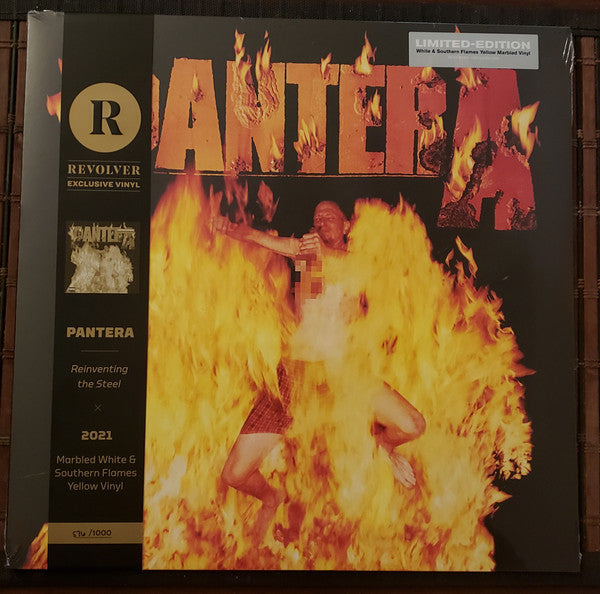 PANTERA
LIMITED-EDITION
White & Southern Flames Yellow Marbled Vinyl
R
REVOLVER
EXCLUSIVE VINYL
PANTERA
PANTERA
Reinventing
the Steel
×
2021
Marbled White &
Southern Flames
Yellow Vinyl
/1000